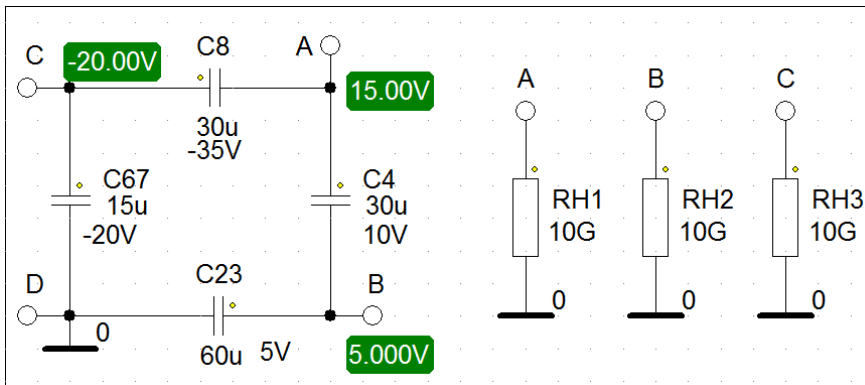 C
-20.00V
C8
A
15.00V
30u
-35V
C67
15u
-20V
C4
30u
10V
D
C23
B
0
60u
5V
5.000V
A
B
C
RH1
10G
RH2
10G
RH3
10G
0
0
0